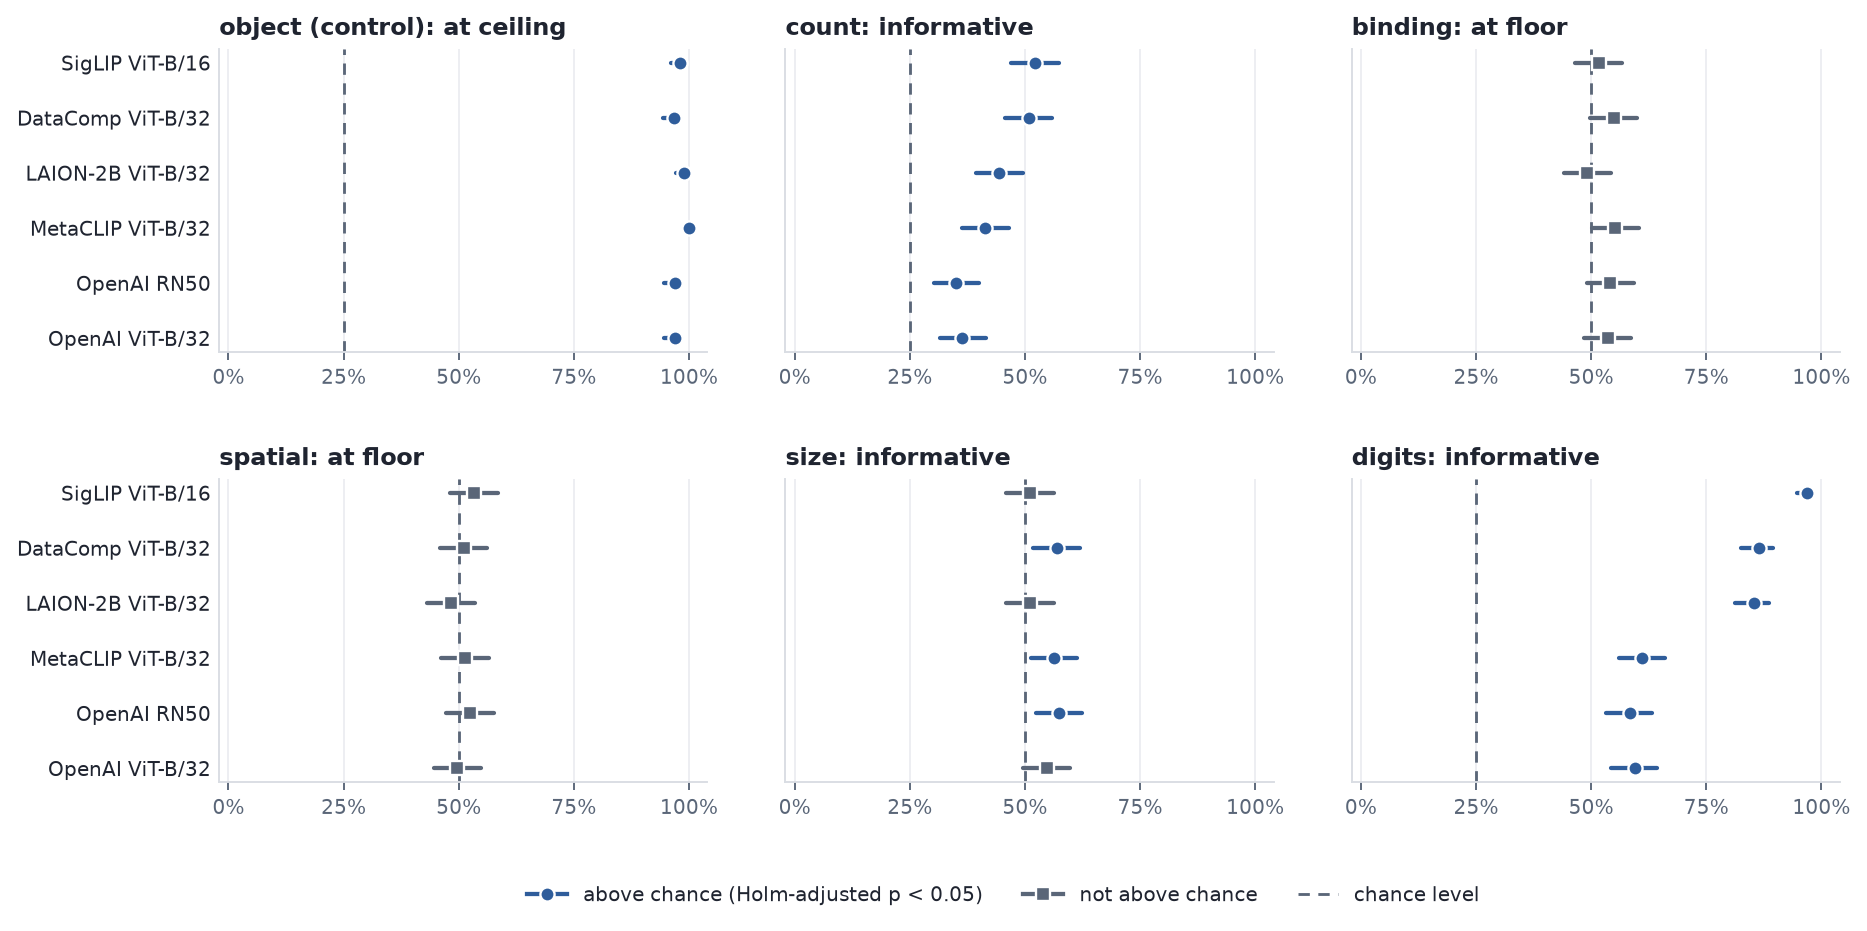 object (control): at ceiling
count: informative
binding: at floor
SigLIP ViT-B/16
DataComp ViT-B/32
LAION-2B ViT-B/32
MetaCLIP ViT-B/32
OpenAI RN50
OpenAI ViT-B/32
0% 25% 50% 75% 100%
0% 25% 50% 75% 100%
0% 25% 50% 75% 100%
spatial: at floor
size: informative
digits: informative
SigLIP ViT-B/16
DataComp ViT-B/32
LAION-2B ViT-B/32
MetaCLIP ViT-B/32
OpenAI RN50
OpenAI ViT-B/32
0% 25% 50% 75% 100%
0% 25% 50% 75% 100%
0% 25% 50% 75% 100%
above chance (Holm-adjusted p < 0.05)
not above chance
chance level